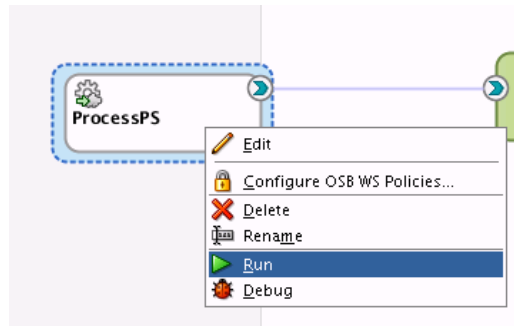 ProcessPS
Edit
Configure OSB WS Policies...
Delete
Rename
Run
Debug